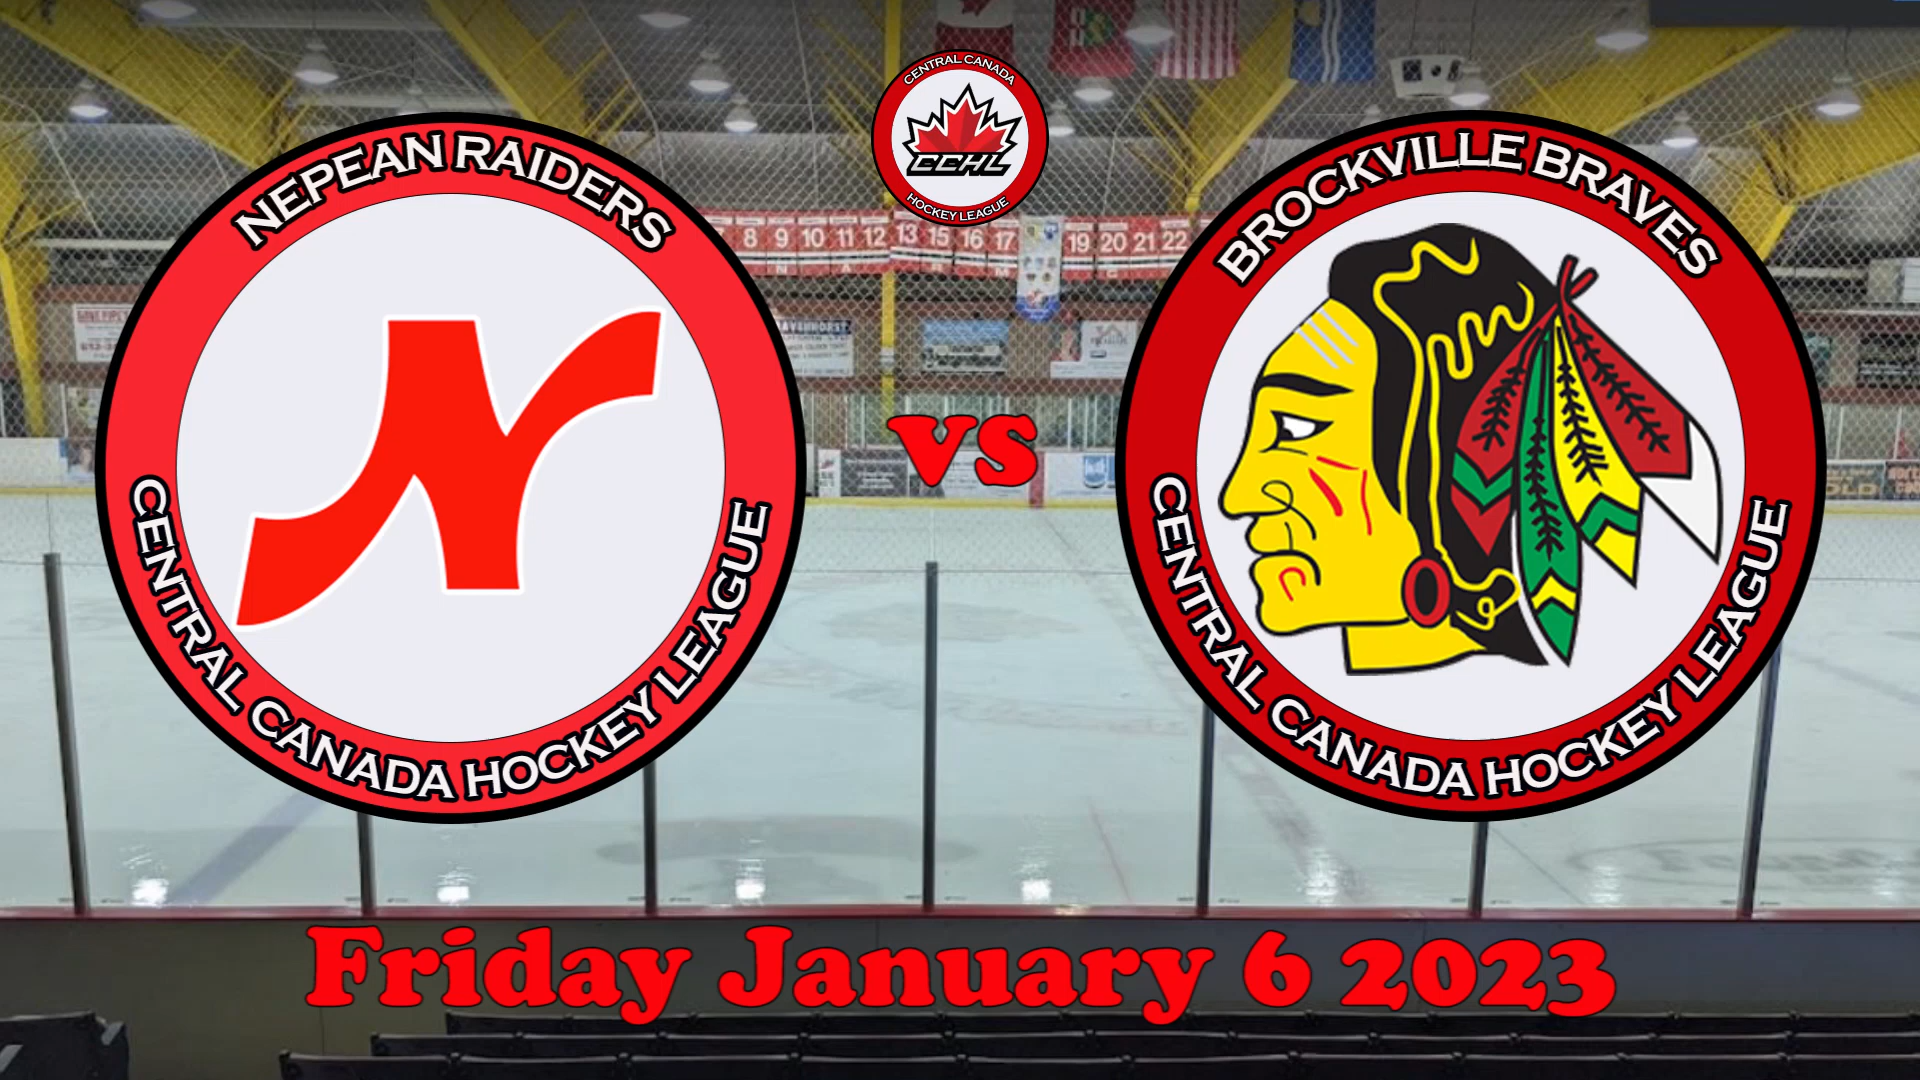 CENTRAL CANADA
CCHL
HOCKEY LEAGUE
NEPEAN RAIDERS
CENTRAL CANADA HOCKEY LEAGUE
vs
BROCKVILLE BRAVES
CENTRAL CANADA HOCKEY LEAGUE
8 9 10 11 12 13 15 16 17 19 20 21 22
Friday January 6 2023